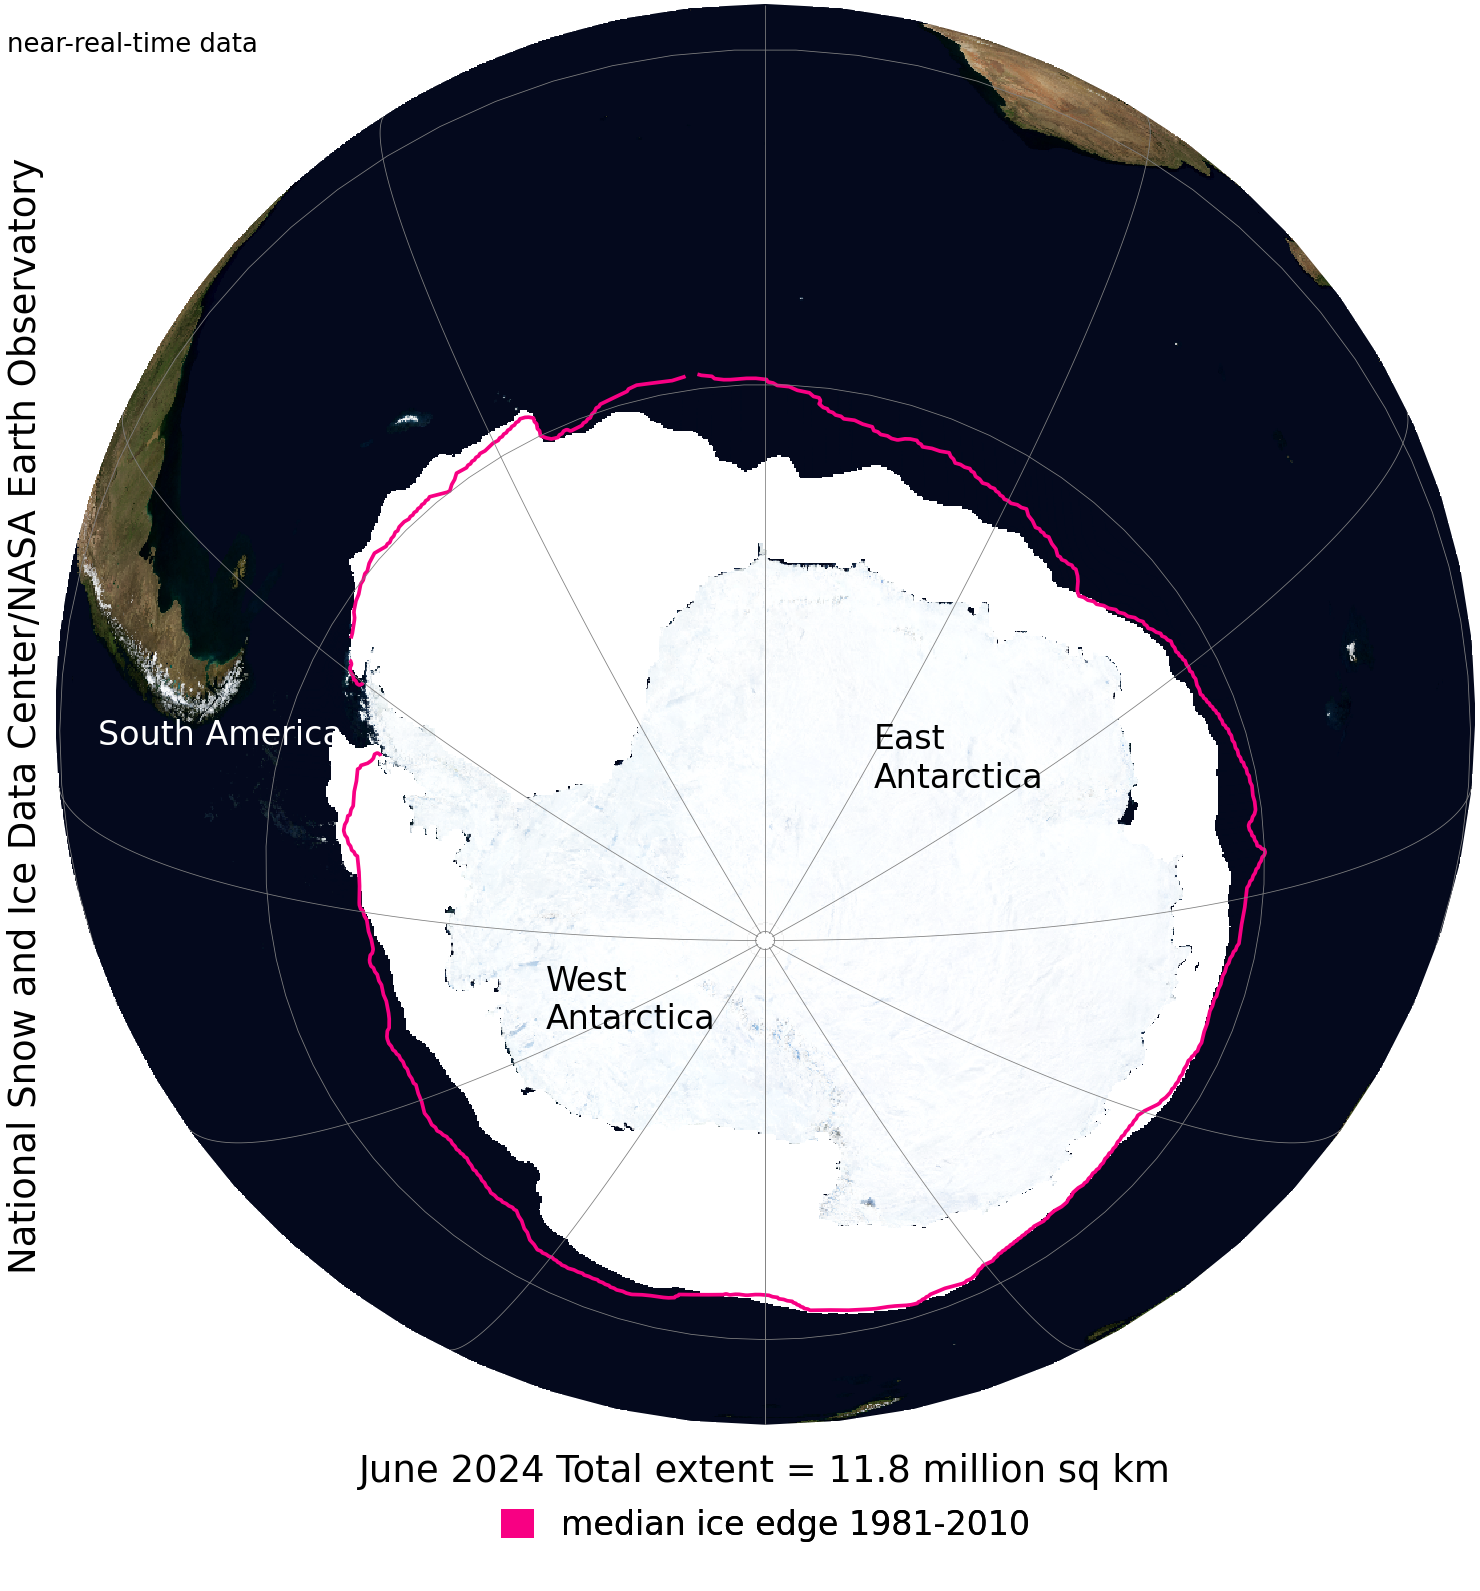 near-real-time data
National Snow and Ice Data Center/NASA Earth Observatory
South America
East
Antarctica
West
Antarctica
June 2024 Total extent = 11.8 million sq km
median ice edge 1981-2010